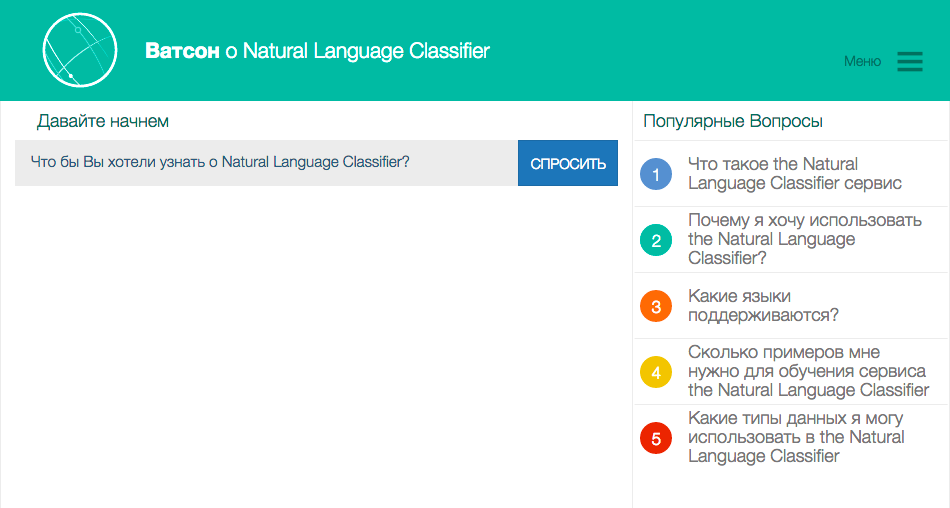 Ватсон о Natural Language Classifier
Меню
Давайте начнем
Что бы Вы хотели узнать о Natural Language Classifier?
СПРОСИТЬ
Популярные Вопросы
1
Что такое the Natural
Language Classifier сервис
2
Почему я хочу использовать
the Natural Language
Classifier?
3
Какие языки
поддерживаются?
4
Сколько примеров мне
нужно для обучения сервиса
the Natural Language Classifier
5
Какие типы данных я могу
использовать в the Natural
Language Classifier